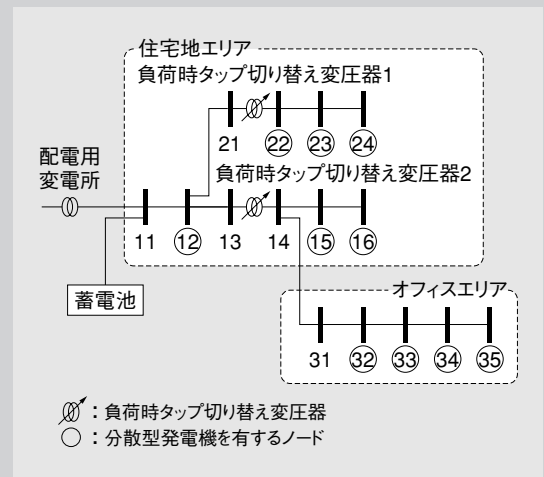 住宅地エリア
負荷時タップ切り替え変圧器1
21 22 23 24
配電用
変電所
負荷時タップ切り替え変圧器2
11 12 13 14 15 16
蓄電池
オフィスエリア
31 32 33 34 35
：負荷時タップ切り替え変圧器
：分散型発電機を有するノード